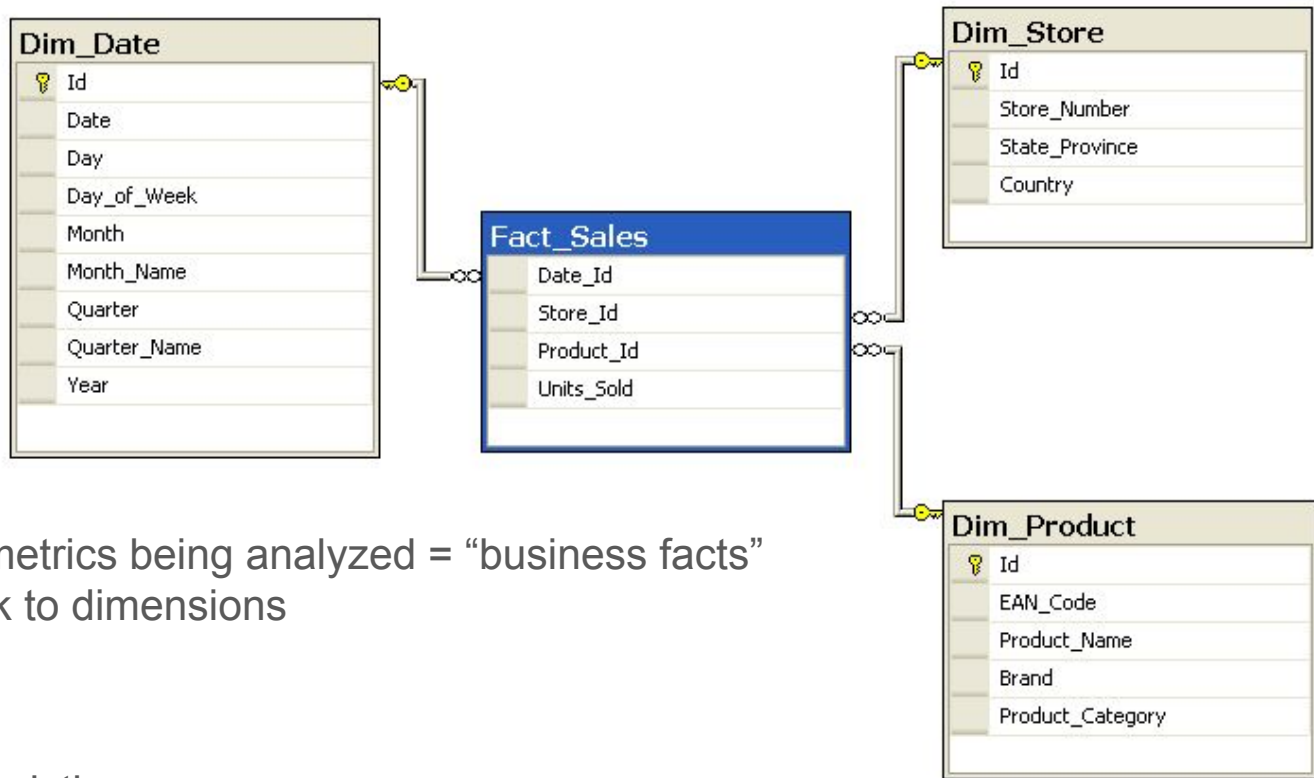 Dim_Date
Id
Date
Day
Day_of_Week
Month
Month_Name
Quarter
Quarter_Name
Year
Fact_Sales
Date_Id
Store_Id
Product_Id
Units_Sold
Dim_Store
Id
Store_Number
State_Province
Country
Dim_Product
Id
EAN_Code
Product_Name
Brand
Product_Category
metrics being analyzed = “business facts”
to dimensions